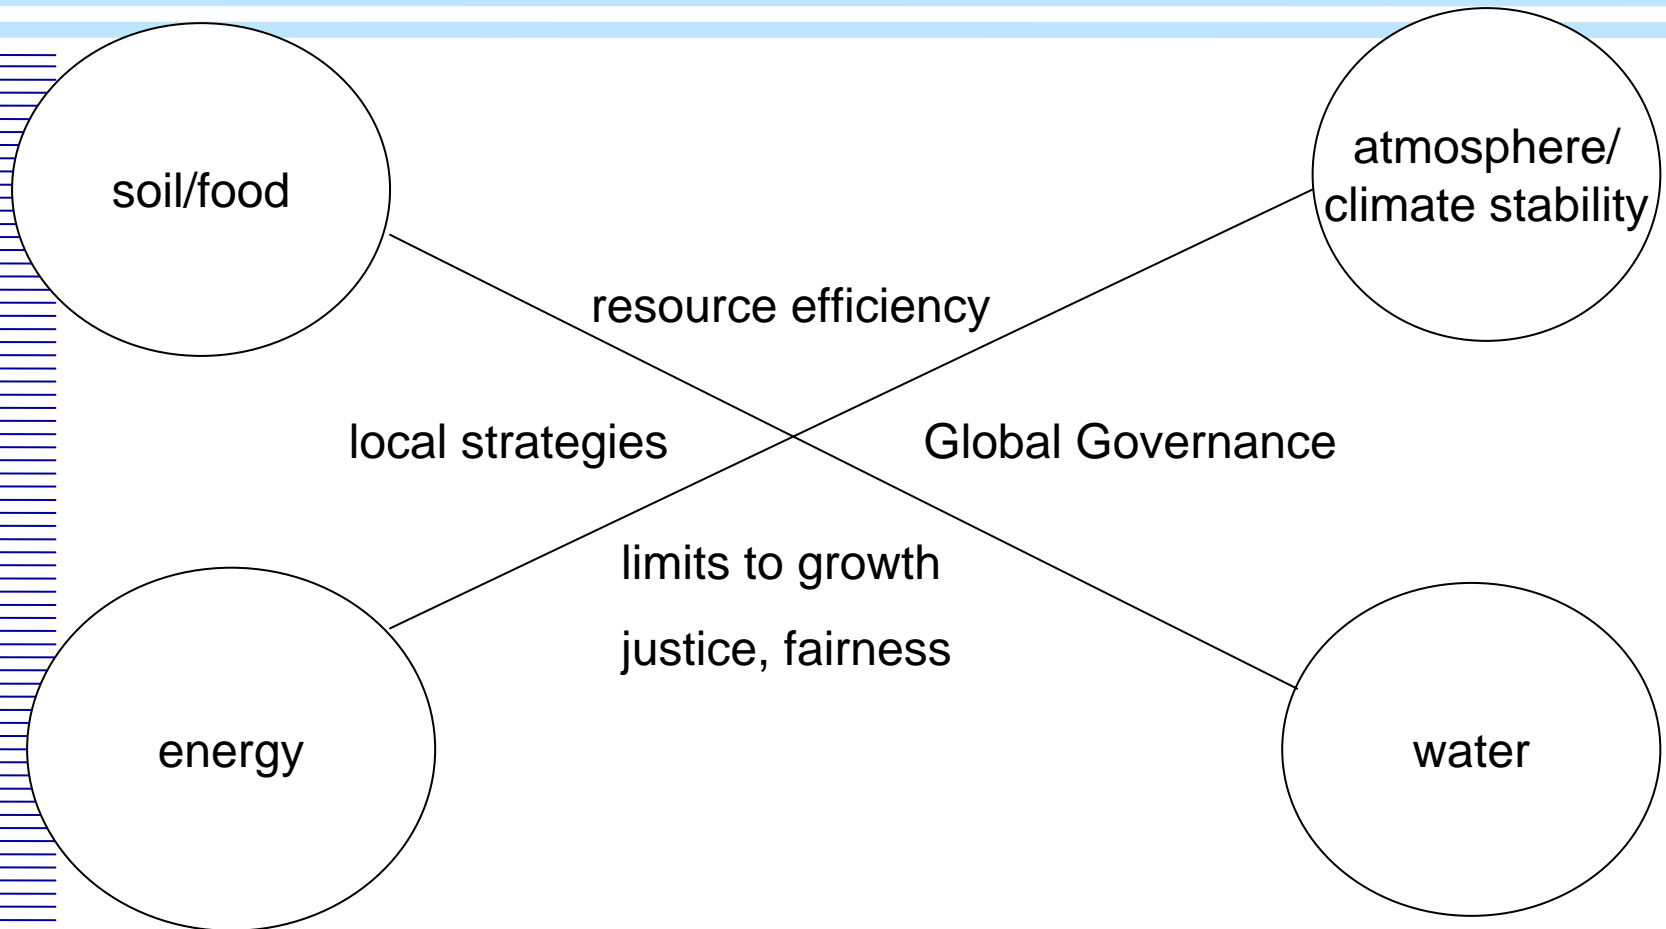 soil/food
atmosphere/
climate stability
resource efficiency
local strategies
Global Governance
limits to growth
justice, fairness
energy
water